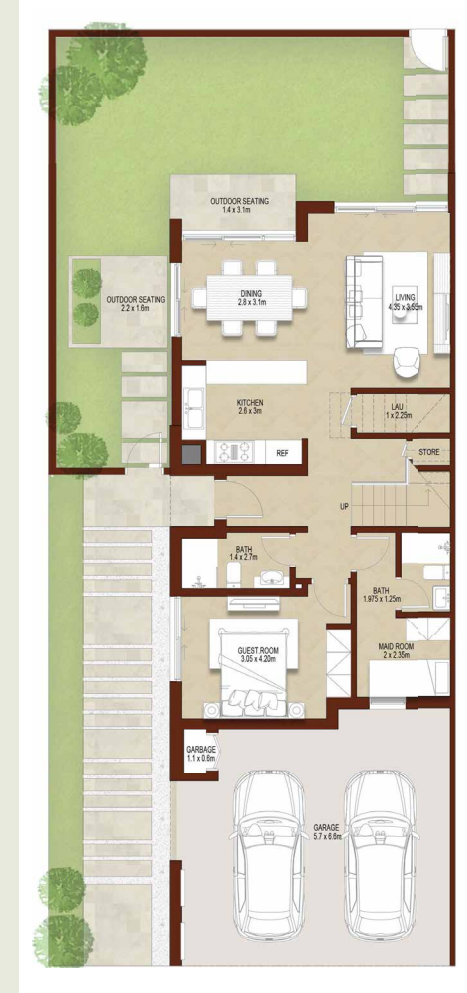 OUTDOOR SEATING
1.4 x 3.1m
OUTDOOR SEATING
2.2 x 1.6m
DINING
2.8 x 3.1m
LIVING
4.35 x 3.55m
KITCHEN
2.6 x 3m
LAU
1 x 2.25m
REF
STORE
UP
BATH
1.4 x 2.7m
BATH
1.975 x 1.25m
GUEST ROOM
3.05 x 4.20m
MAID ROOM
2 x 2.35m
GARBAGE
1.1 x 0.6m
GARAGE
5.7 x 6.6m